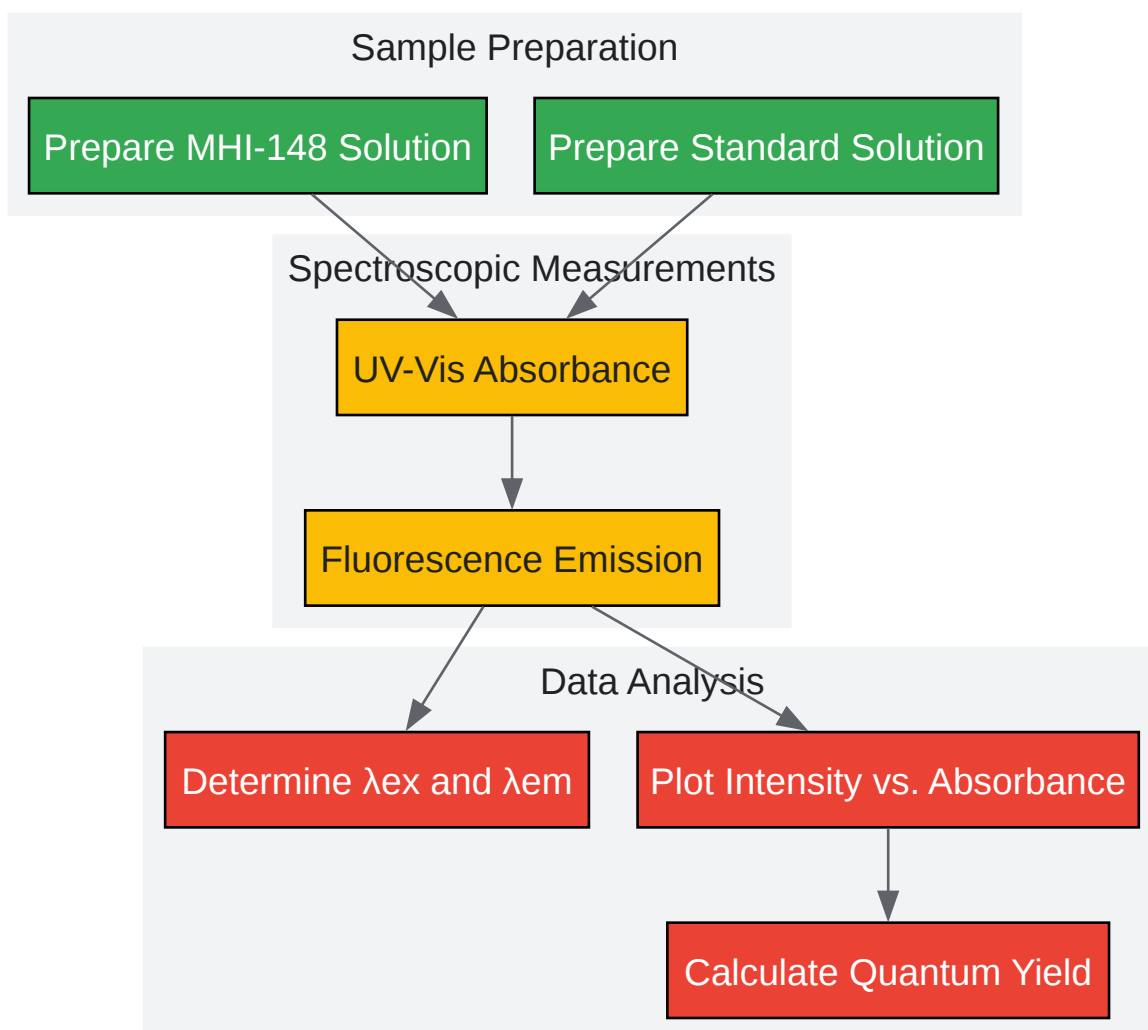 Sample Preparation
Prepare MHI-148 Solution
Prepare Standard Solution
Spectroscopic Measurements
UV-Vis Absorbance
Fluorescence Emission
Data Analysis
Determine λex and λem
Plot Intensity vs. Absorbance
Calculate Quantum Yield